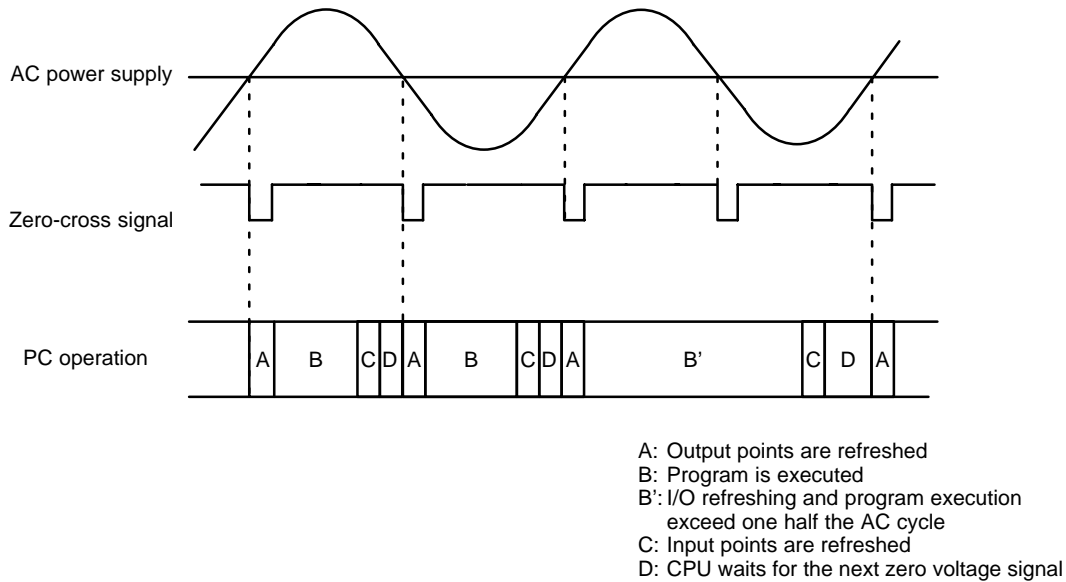 AC power supply
Zero-cross signal
PC operation
A B C D A B C D A B' C D A
A: Output points are refreshed
B: Program is executed
B': I/O refreshing and program execution
exceed one half the AC cycle
C: Input points are refreshed
D: CPU waits for the next zero voltage signal